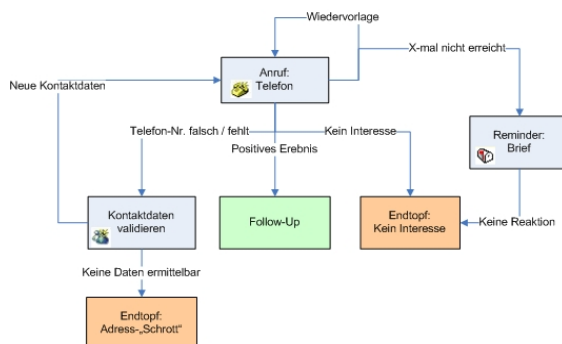 Wiedervorlage
X-mal nicht erreicht
Anruf:
Telefon
Neue Kontaktdaten
Telefon-Nr. falsch / fehlt
Kein Interesse
Positives Erebnis
Reminder:
Brief
Kontaktdaten
validieren
Follow-Up
Endtopf:
Kein Interesse
Keine Reaktion
Keine Daten ermittelbar
Endtopf:
Adress-„Schrott“